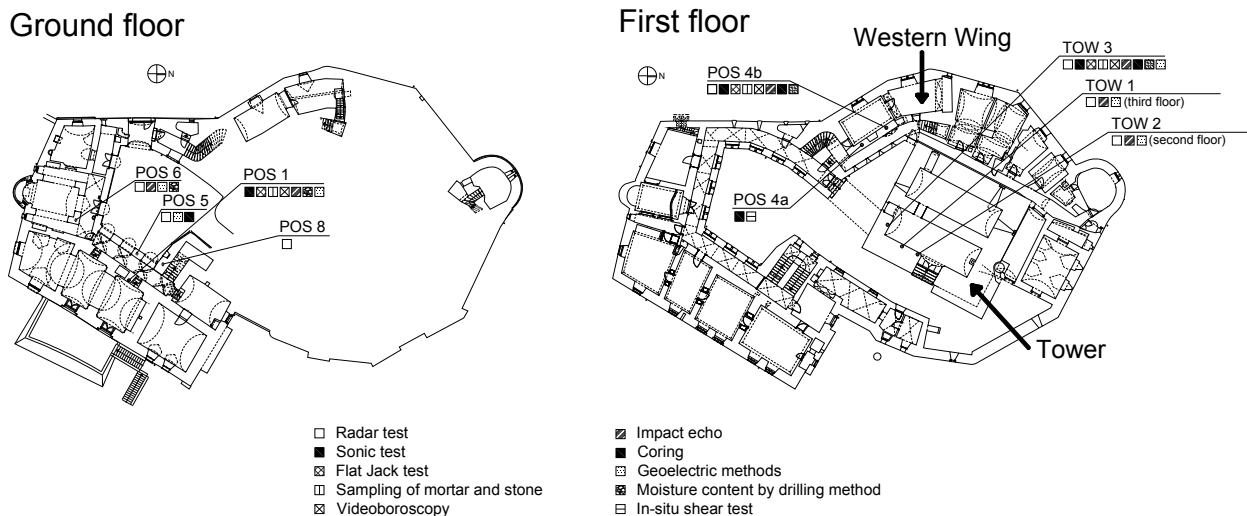 Ground floor
First floor
Western Wing
TOW 3
POS 4b
TOW 1
(third floor)
TOW 2
(second floor)
N
N
POS 6
POS 1
POS 5
POS 8
POS 4a
Tower
Radar test
Sonic test
Flat Jack test
Sampling of mortar and stone
Videoboroscopy
Impact echo
Coring
Geoelectric methods
Moisture content by drilling method
In-situ shear test